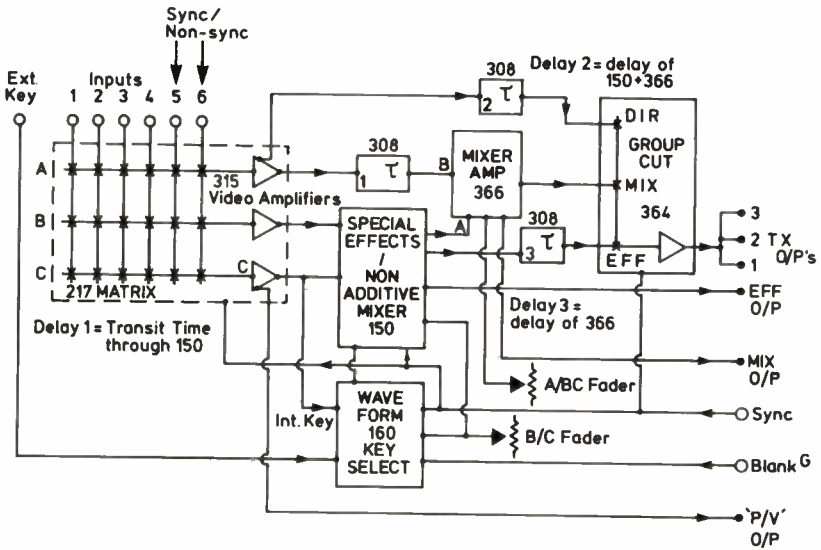 Sync/
Non-sync
Ext.
Key
Inputs
1 2 3 4 5 6
308
2 τ
Delay 2 = delay of
150+366
DIR
GROUP
CUT
MIX
364
EFF
A
B
C
315
Video Amplifiers
C
217 MATRIX
308
1 τ
B
MIXER
AMP
366
A
308
3 τ
SPECIAL
EFFECTS
/
NON
ADDITIVE
MIXER
150
3
2 TX
O/P's
1
EFF
O/P
Delay 1 = Transit Time
through 150
Delay 3 =
delay of 366
MIX
O/P
A/BC Fader
Int. Key
WAVE
FORM
160
KEY
SELECT
Sync
B/C Fader
Blank G
'P/V'
O/P